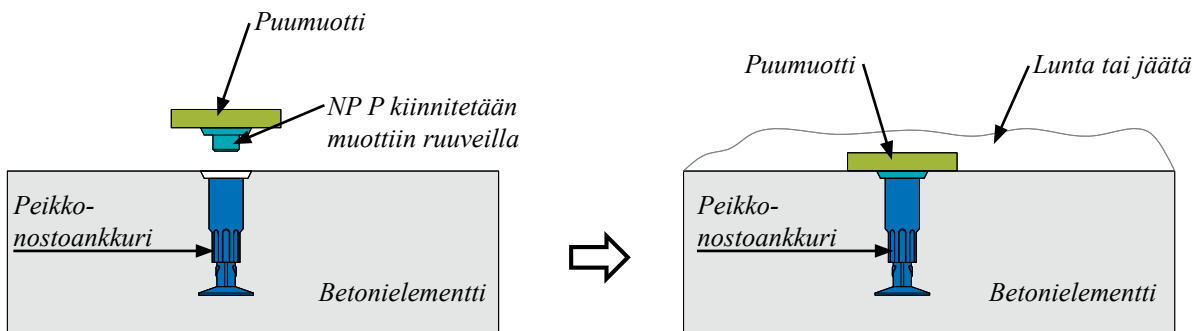 Puumuotti
NP P kiinnitetään
muottiin ruuveilla
Peikko-
nostoankkuri
Betonielementti
Puumuotti
Lunta tai jäätä
Peikko-
nostoankkuri
Betonielementti